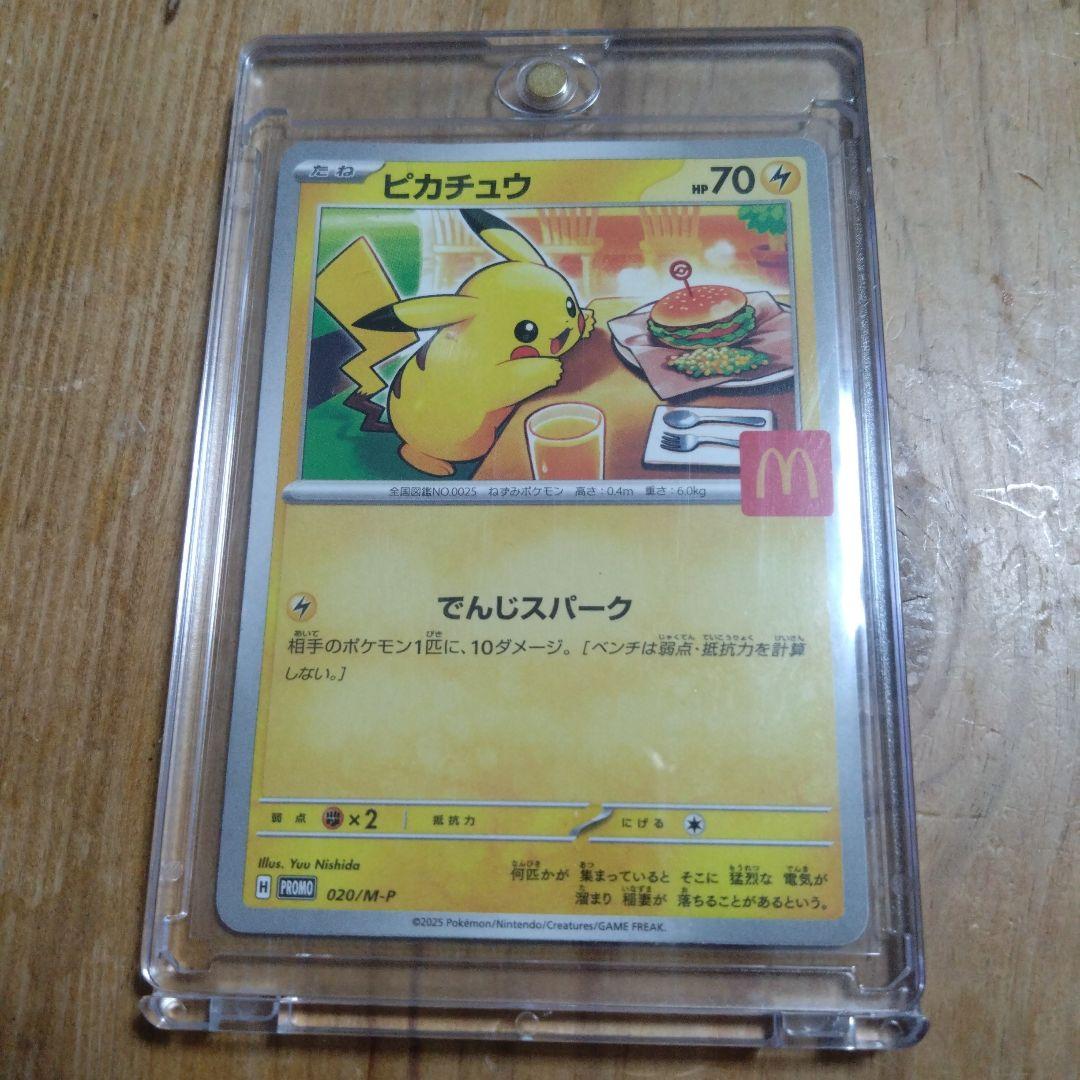 たね
ピカチュウ
HP 70
全国図鑑NO.0025 ねずみポケモン 高さ:0.4m 重さ:6.0kg
M
でんじスパーク
相手のポケモン1匹に、10ダメージ。[ベンチは弱点・抵抗力を計算
しない。]
弱点 ×2 抵抗力 にげる
Illus. Yuu Nishida
何匹かが 集まっていると そこに 猛烈な 電気が
溜まり 稲妻が 落ちることがあるという。
H PROMO 020/M-P
©2025 Pokémon/Nintendo/Creatures/GAME FREAK.